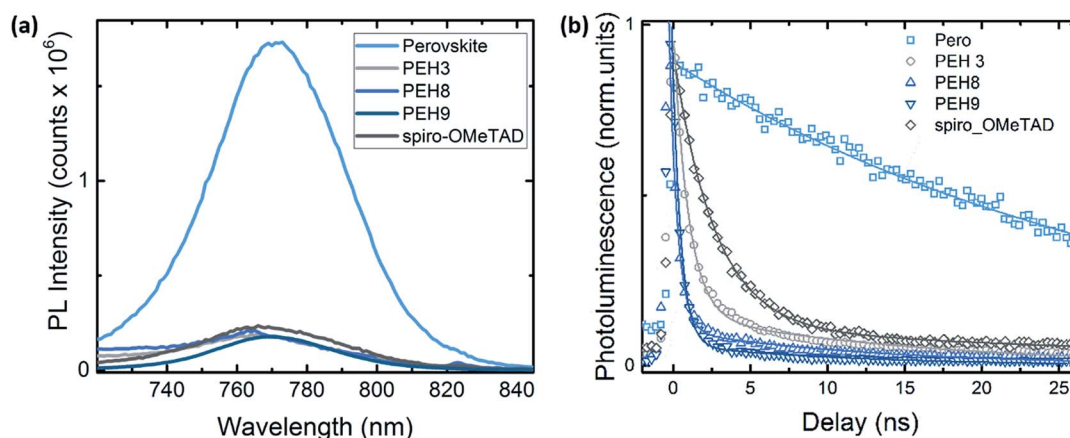 (a)
PL Intensity (counts x 10⁶)
1
0
740 760 780 800 820 840
Wavelength (nm)
Perovskite
PEH3
PEH8
PEH9
spiro-OMeTAD
(b)
Photoluminescence (norm.units)
1
0
0 5 10 15 20 25
Delay (ns)
Pero
PEH 3
PEH8
PEH9
spiro_OMeTAD